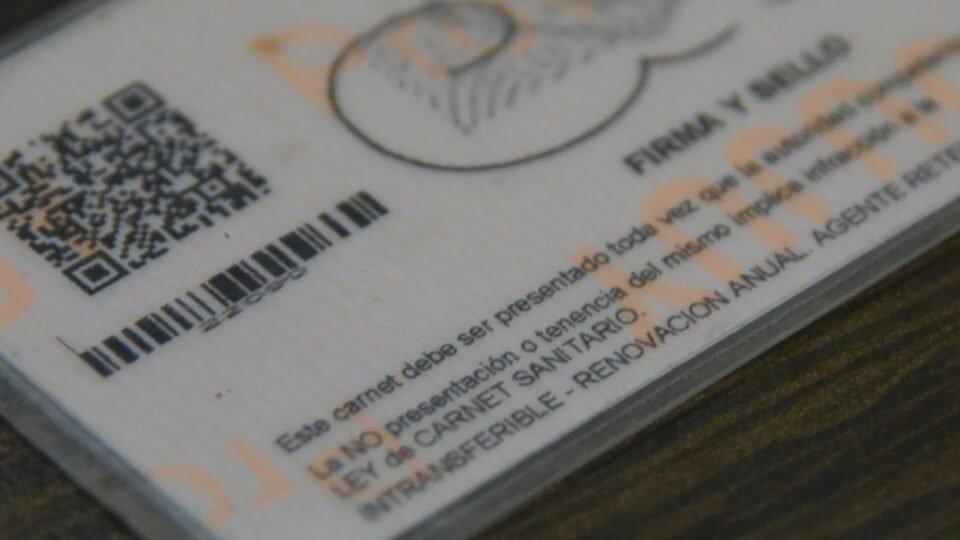 FIRMA Y SELLO
22090
Este carnet debe ser presentado toda vez que la autoridad
La NO presentación o tenencia del mismo implica infracción a la
LEY de CARNET SANITARIO.
INTRANSFERIBLE - RENOVACION ANUAL. AGENTE